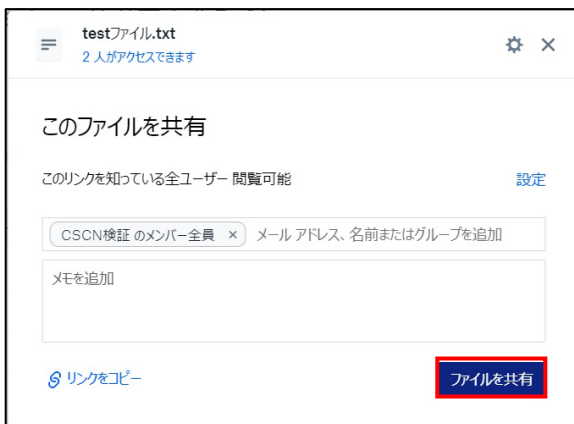 testファイル.txt
2 人がアクセスできます
このファイルを共有
このリンクを知っている全ユーザー 閲覧可能 設定
CSCN検証 のメンバー全員 × メール アドレス、名前またはグループを追加
メモを追加
リンクをコピー ファイルを共有